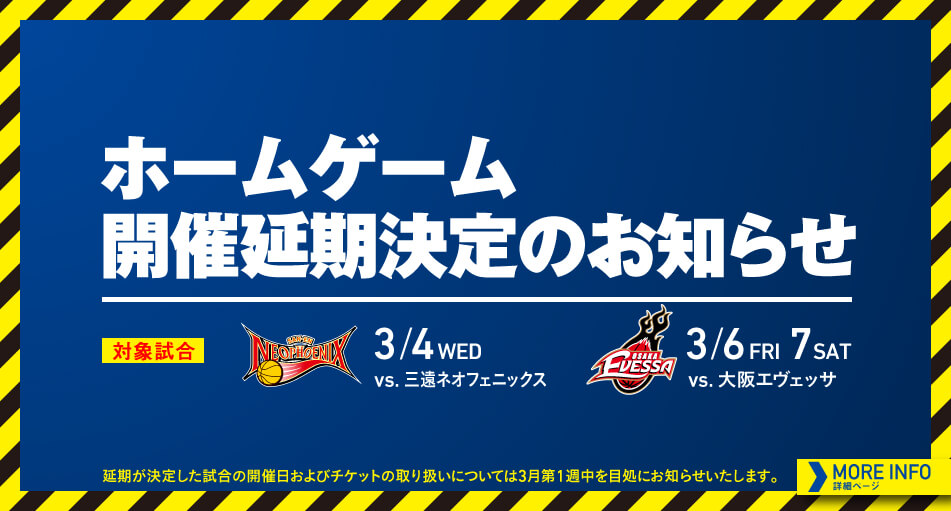 ホームゲーム
開催延期決定のお知らせ
対象試合
NEOPHOENIX
3/4 WED
vs. 三遠ネオフェニックス
OSAKA
EVESSA
3/6 FRI 7 SAT
vs. 大阪エヴェッサ
延期が決定した試合の開催日およびチケットの取り扱いについては3月第1週中を目処にお知らせいたします。
MORE INFO
詳細ページ